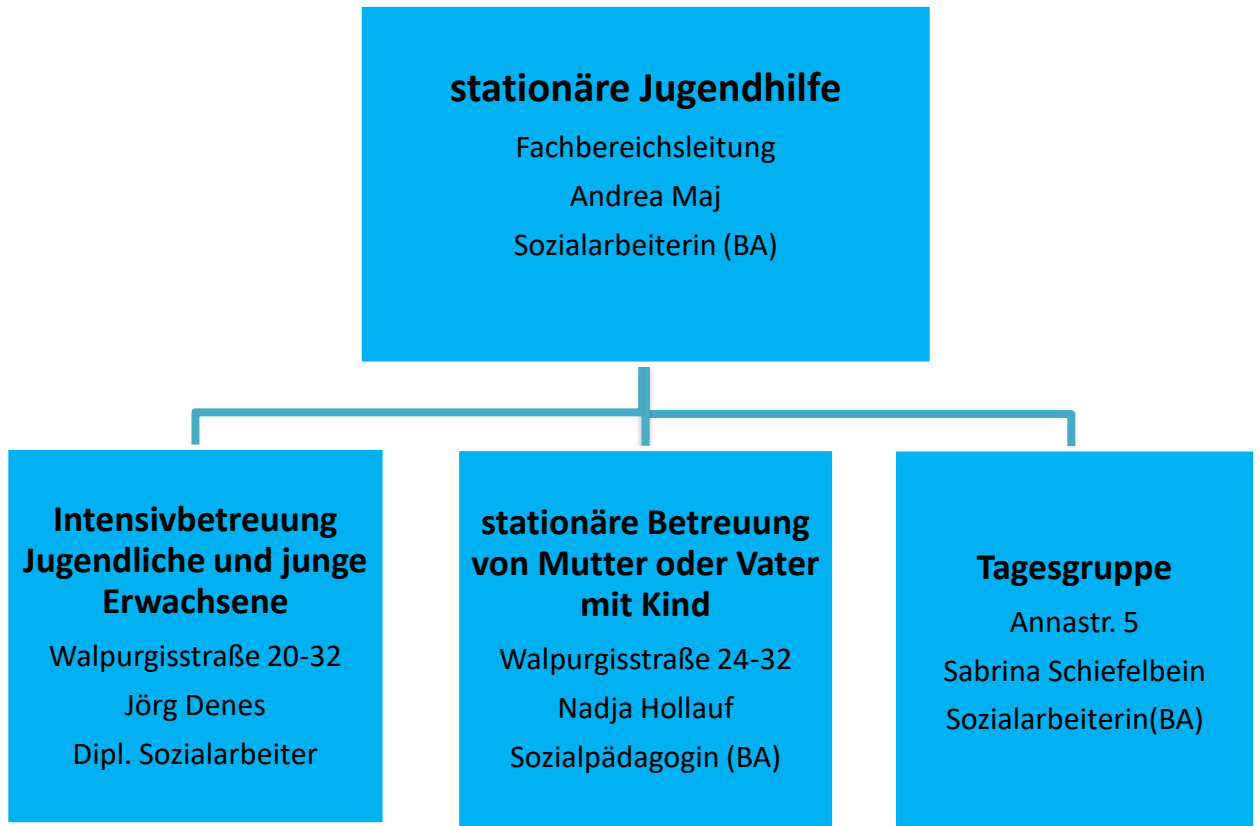 stationäre Jugendhilfe
Fachbereichsleitung
Andrea Maj
Sozialarbeiterin (BA)
Intensivbetreuung
Jugendliche und junge
Erwachsene
Walpurgisstraße 20-32
Jörg Denes
Dipl. Sozialarbeiter
stationäre Betreuung
von Mutter oder Vater
mit Kind
Walpurgisstraße 24-32
Nadja Hollauf
Sozialpädagogin (BA)
Tagesgruppe
Annastr. 5
Sabrina Schiefelbein
Sozialarbeiterin(BA)